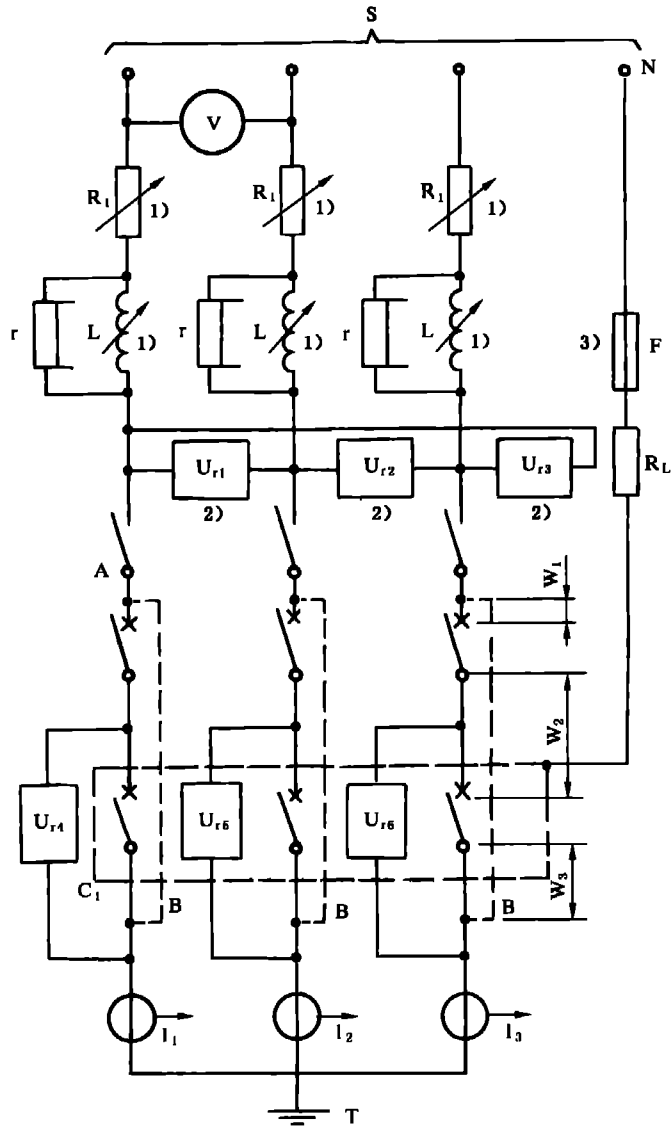 S
N
V
R₁ 1) R₁ 1) R₁ 1)
r L 1) r L 1) r L 1) 3) F
Uᵣ₁ Uᵣ₂ Uᵣ₃ R_L
2) 2) 2)
A W₁
W₂
Uᵣ₄ Uᵣ₅ Uᵣ₆
C₁ B B W₃
I₁ I₂ I₃
T